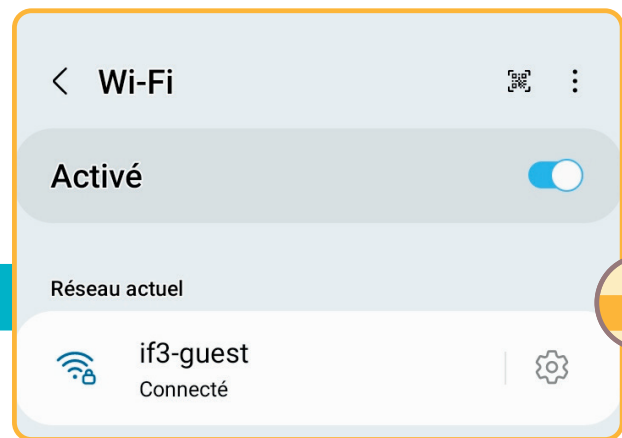 Wi-Fi
Activé
Réseau actuel
if3-guest
Connecté